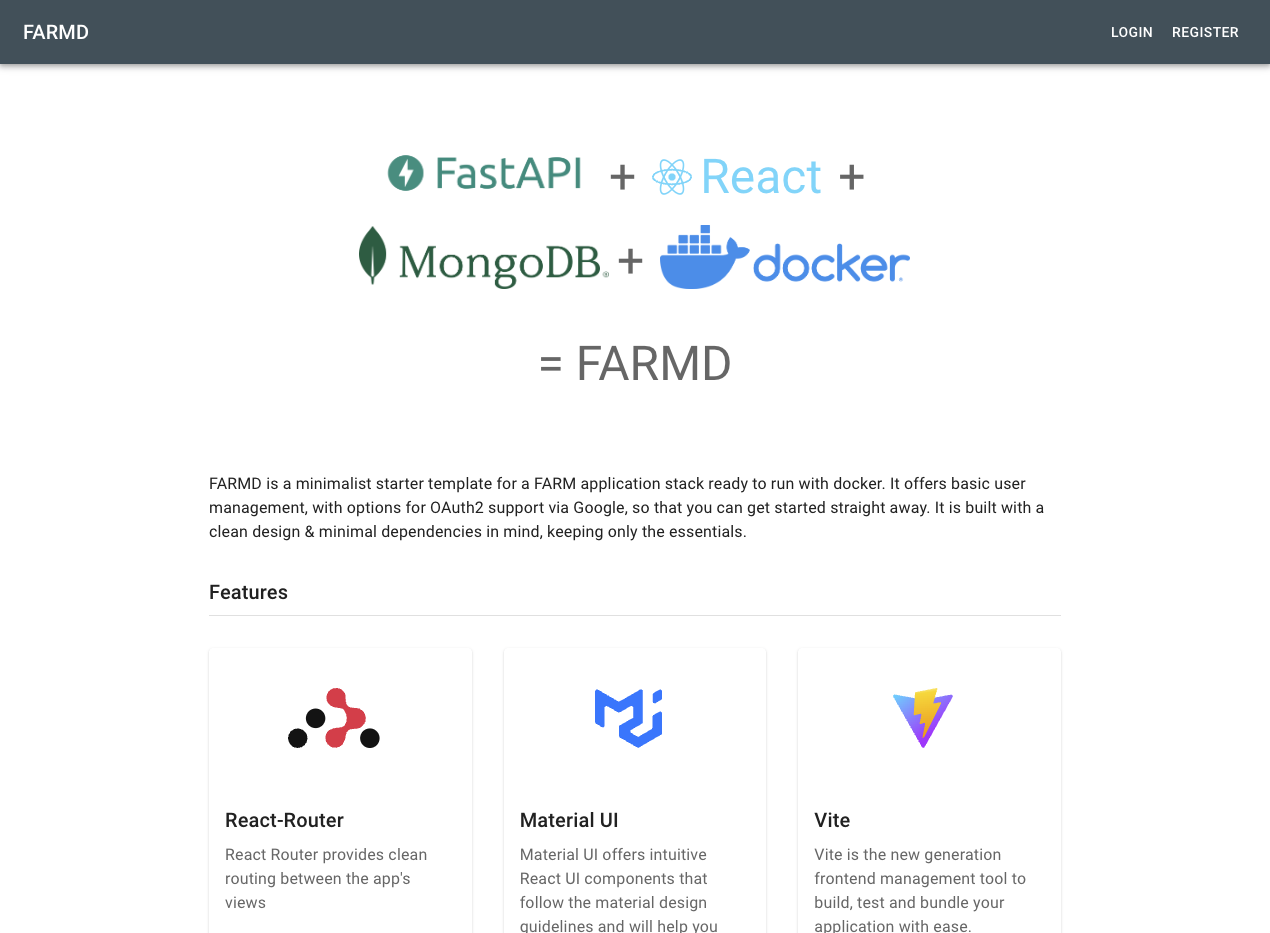 FARMD
LOGIN REGISTER
FastAPI + React +
MongoDB® + docker
= FARMD
FARMD is a minimalist starter template for a FARM application stack ready to run with docker. It offers basic user
management, with options for OAuth2 support via Google, so that you can get started straight away. It is built with a
clean design & minimal dependencies in mind, keeping only the essentials.
Features
React-Router
React Router provides clean
routing between the app's
views
Material UI
Material UI offers intuitive
React UI components that
follow the material design
guidelines and will help you
Vite
Vite is the new generation
frontend management tool to
build, test and bundle your
application with ease.